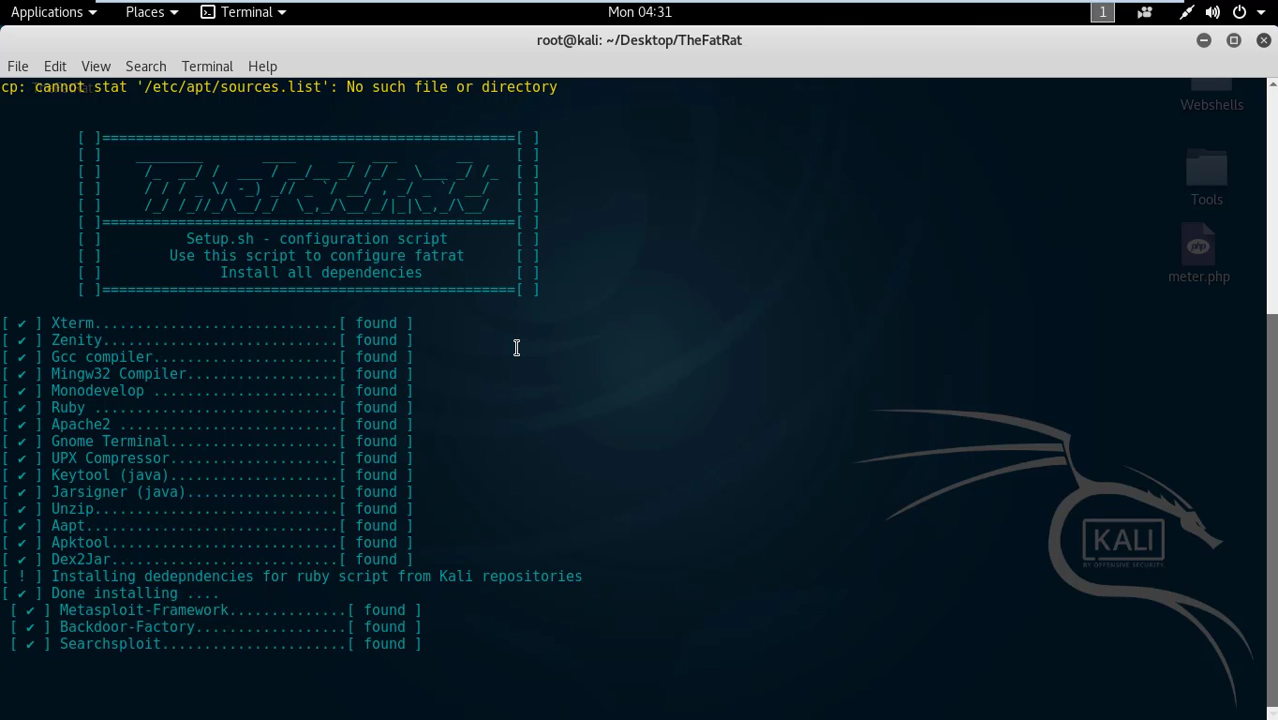 Applications Places Terminal Mon 04:31 1
root@kali: ~/Desktop/TheFatRat
File Edit View Search Terminal Help
cp: cannot stat '/etc/apt/sources.list': No such file or directory
Webshells
[ ]=================================================[ ]
[ ] TheFatRat [ ]
[ ]=================================================[ ]
[ ] Setup.sh - configuration script [ ]
[ ] Use this script to configure fatrat [ ]
[ ] Install all dependencies [ ]
[ ]=================================================[ ]
Tools
meter.php
[ ✔ ] Xterm.............................[ found ]
[ ✔ ] Zenity............................[ found ]
[ ✔ ] Gcc compiler......................[ found ]
[ ✔ ] Mingw32 Compiler..................[ found ]
[ ✔ ] Monodevelop ......................[ found ]
[ ✔ ] Ruby .............................[ found ]
[ ✔ ] Apache2 ..........................[ found ]
[ ✔ ] Gnome Terminal....................[ found ]
[ ✔ ] UPX Compressor....................[ found ]
[ ✔ ] Keytool (java)....................[ found ]
[ ✔ ] Jarsigner (java)..................[ found ]
[ ✔ ] Unzip.............................[ found ]
[ ✔ ] Aapt..............................[ found ]
[ ✔ ] Apktool...........................[ found ]
[ ✔ ] Dex2Jar...........................[ found ]
[ ! ] Installing dedepndencies for ruby script from Kali repositories
[ ✔ ] Done installing ....
[ ✔ ] Metasploit-Framework..............[ found ]
[ ✔ ] Backdoor-Factory..................[ found ]
[ ✔ ] Searchsploit......................[ found ]
KALI
BY OFFENSIVE SECURITY